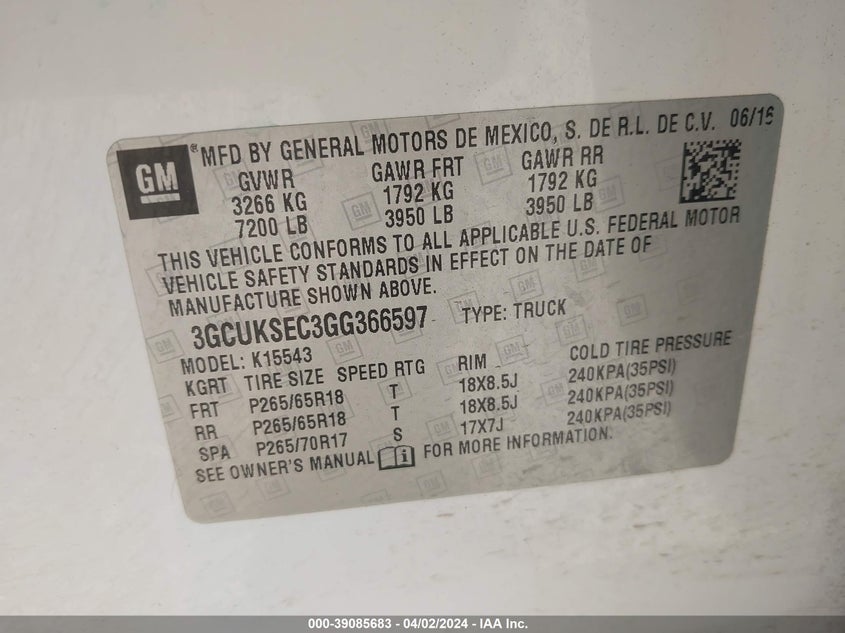 GM ® MFD BY GENERAL MOTORS DE MEXICO, S. DE R.L. DE C.V. 06/16
GVWR GAWR FRT GAWR RR
3266 KG 1792 KG 1792 KG
7200 LB 3950 LB 3950 LB
THIS VEHICLE CONFORMS TO ALL APPLICABLE U.S. FEDERAL MOTOR
VEHICLE SAFETY STANDARDS IN EFFECT ON THE DATE OF
MANUFACTURE SHOWN ABOVE.
3GCUKSEC3GG366597 TYPE: TRUCK
MODEL: K15543
KGRT TIRE SIZE SPEED RTG RIM COLD TIRE PRESSURE
FRT P265/65R18 T 18X8.5J 240KPA(35PSI)
RR P265/65R18 T 18X8.5J 240KPA(35PSI)
SPA P265/70R17 S 17X7J 240KPA(35PSI)
SEE OWNER'S MANUAL FOR MORE INFORMATION.
000-39085683 / 04/02/2024 - IAA Inc.